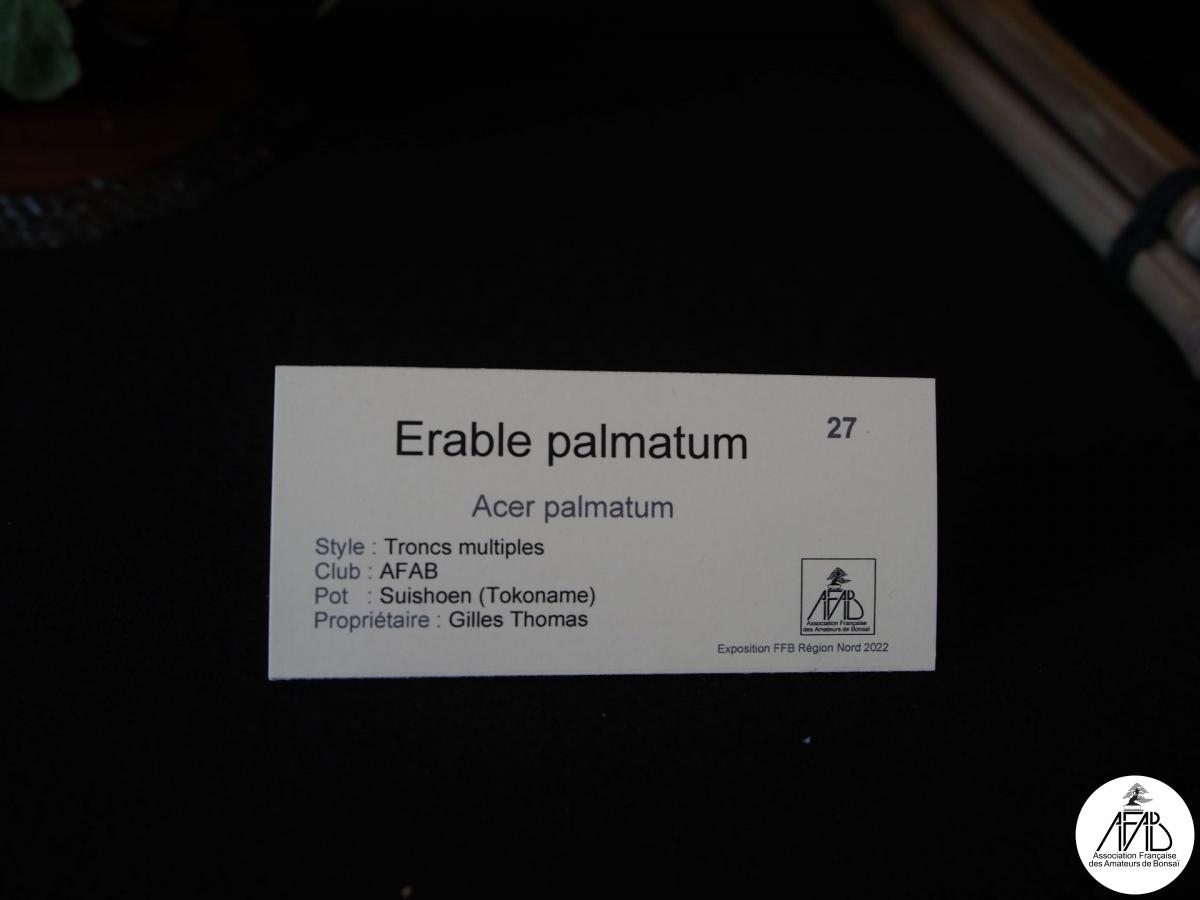 Erable palmatum
27
Acer palmatum
Style : Troncs multiples
Club : AFAB
Pot : Suishoen (Tokoname)
Propriétaire : Gilles Thomas
AFAB
Association Française
des Amateurs de Bonsaï
Exposition FFB Région Nord 2022
AFAB
Association Française
des Amateurs de Bonsaï